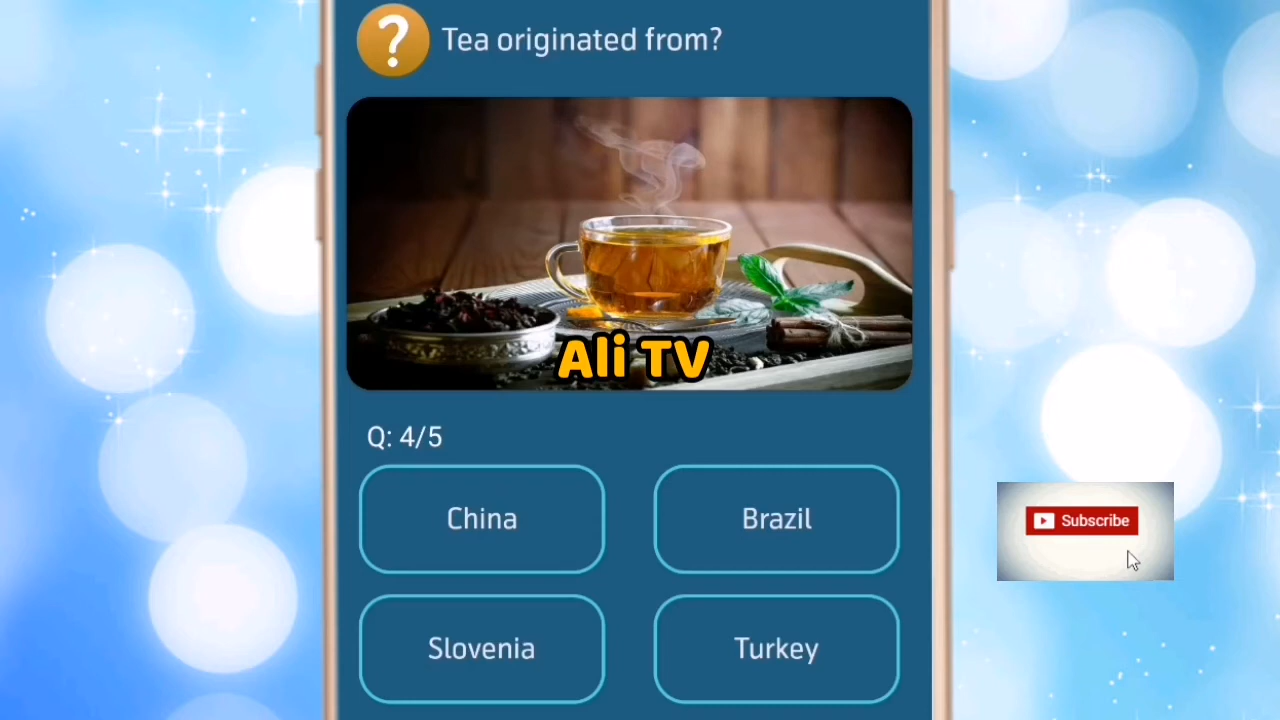 ? Tea originated from?
Ali TV
Q: 4/5
China
Brazil
Subscribe
Slovenia
Turkey